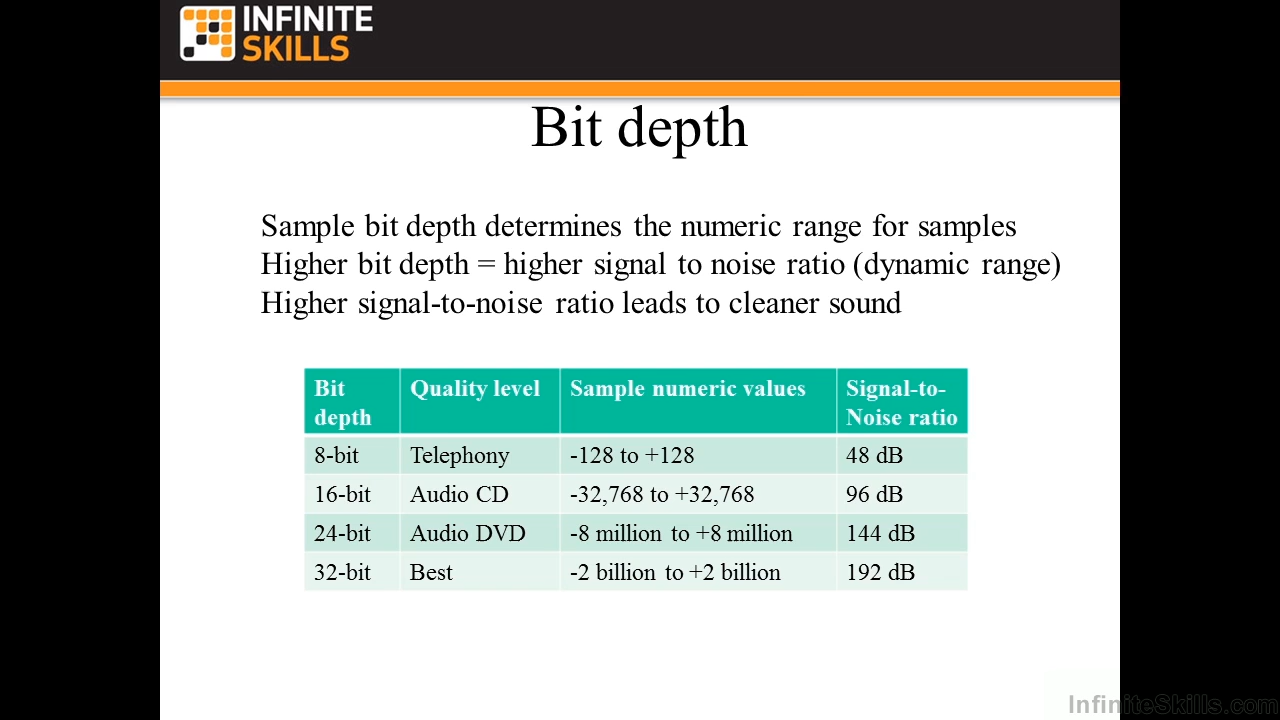 INFINITE
SKILLS
Bit depth
Sample bit depth determines the numeric range for samples
Higher bit depth = higher signal to noise ratio (dynamic range)
Higher signal-to-noise ratio leads to cleaner sound
Bit depth Quality level Sample numeric values Signal-to-Noise ratio
8-bit Telephony -128 to +128 48 dB
16-bit Audio CD -32,768 to +32,768 96 dB
24-bit Audio DVD -8 million to +8 million 144 dB
32-bit Best -2 billion to +2 billion 192 dB
InfiniteSkills.com